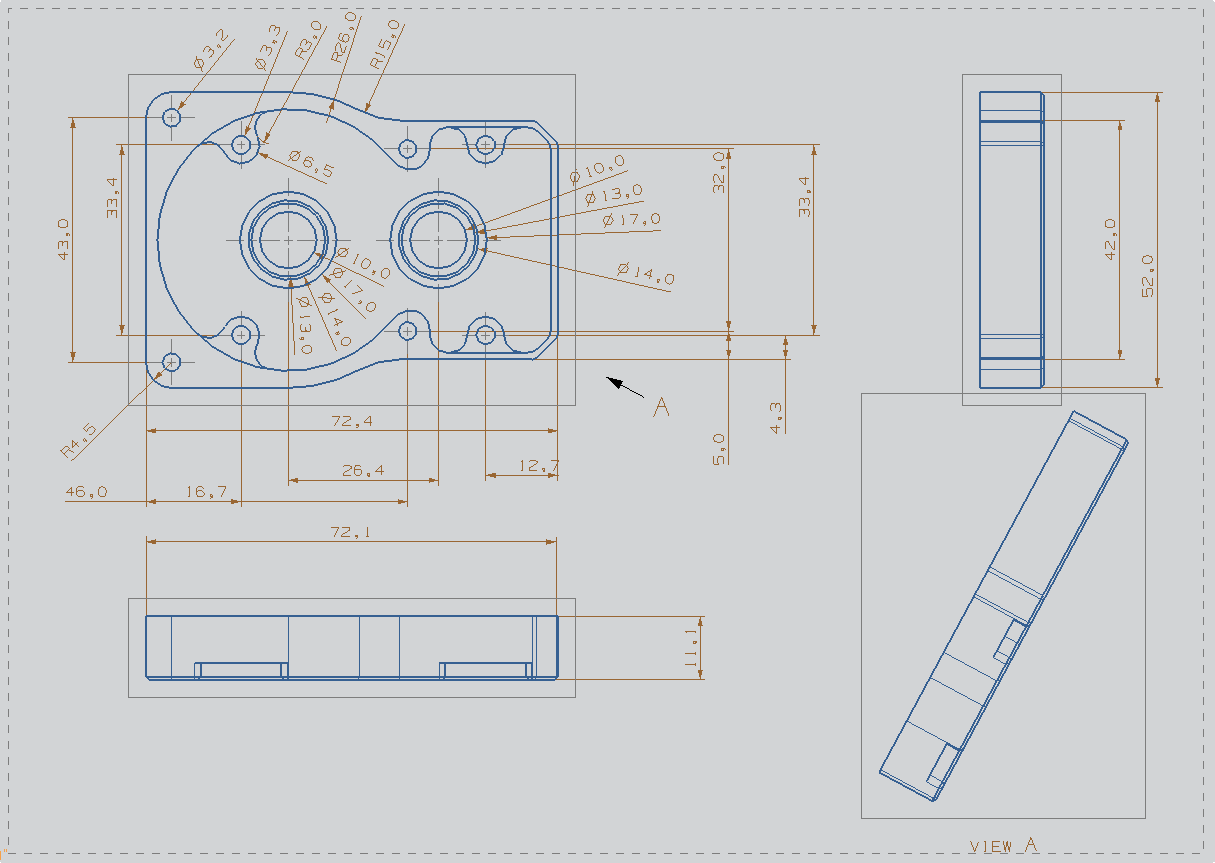 Ø3,2
Ø3,3
R3,0
R26,0
R15,0
Ø6,5
Ø10,0
Ø13,0
Ø17,0
Ø14,0
32,0
33,4
33,4
43,0
42,0
52,0
Ø10,0
Ø17,0
Ø14,0
Ø13,0
A
R4,5
72,4
4,3
5,0
26,4
12,7
46,0
16,7
72,1
11,1
VIEW A